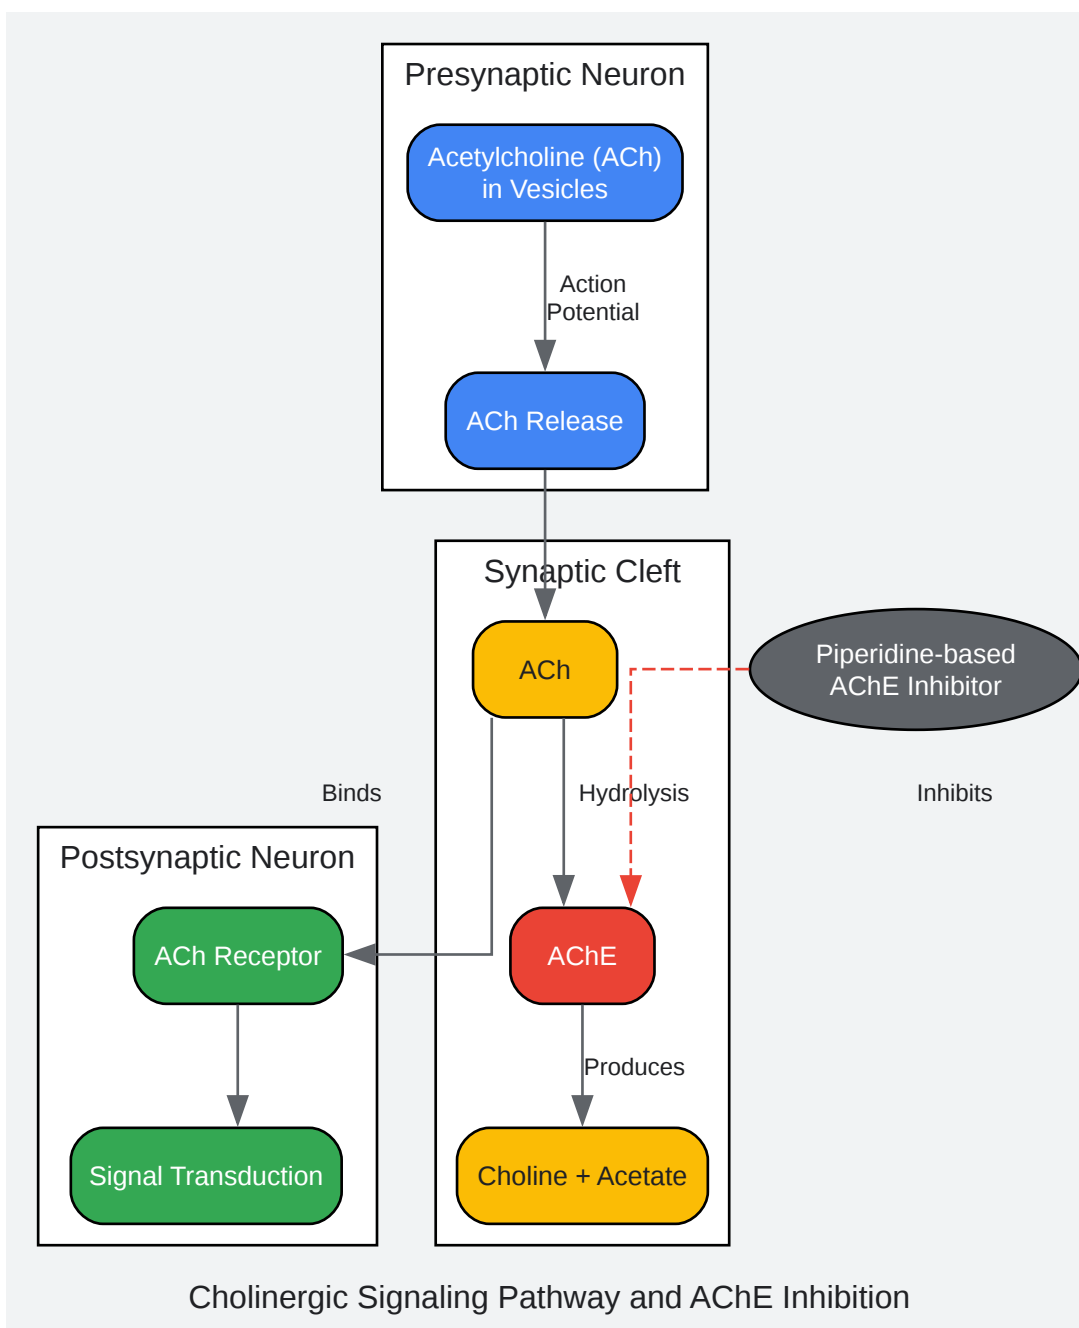 Presynaptic Neuron
Acetylcholine (ACh)
in Vesicles
Action
Potential
ACh Release
Synaptic Cleft
ACh
Piperidine-based
AChE Inhibitor
Binds
Hydrolysis
Inhibits
Postsynaptic Neuron
ACh Receptor
AChE
Produces
Signal Transduction
Choline + Acetate
Cholinergic Signaling Pathway and AChE Inhibition